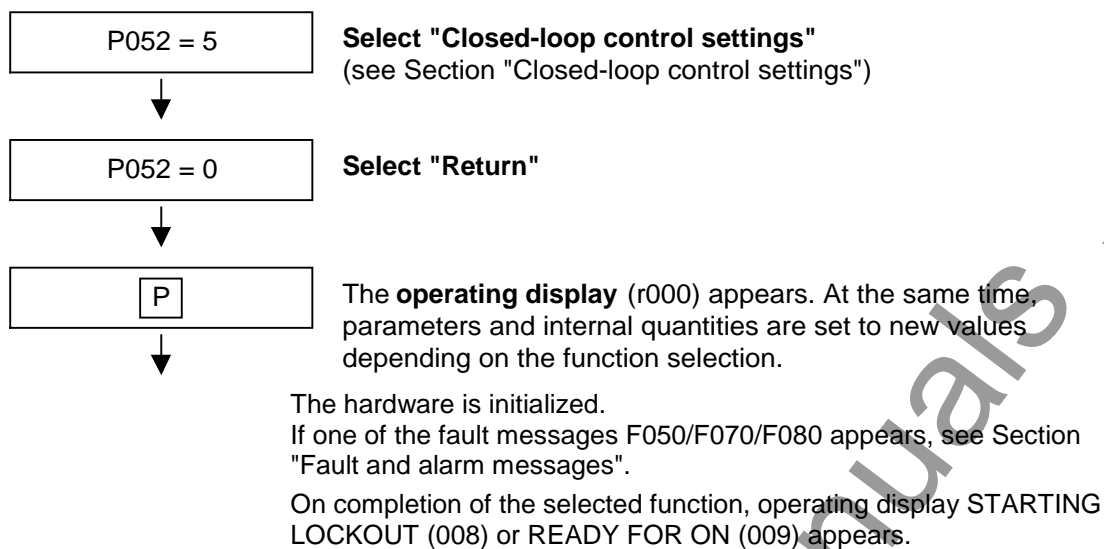 P052 = 5
Select "Closed-loop control settings"
(see Section "Closed-loop control settings")
P052 = 0
Select "Return"
P
The operating display (r000) appears. At the same time,
parameters and internal quantities are set to new values
depending on the function selection.
The hardware is initialized.
If one of the fault messages F050/F070/F080 appears, see Section
"Fault and alarm messages".
On completion of the selected function, operating display STARTING
LOCKOUT (008) or READY FOR ON (009) appears.